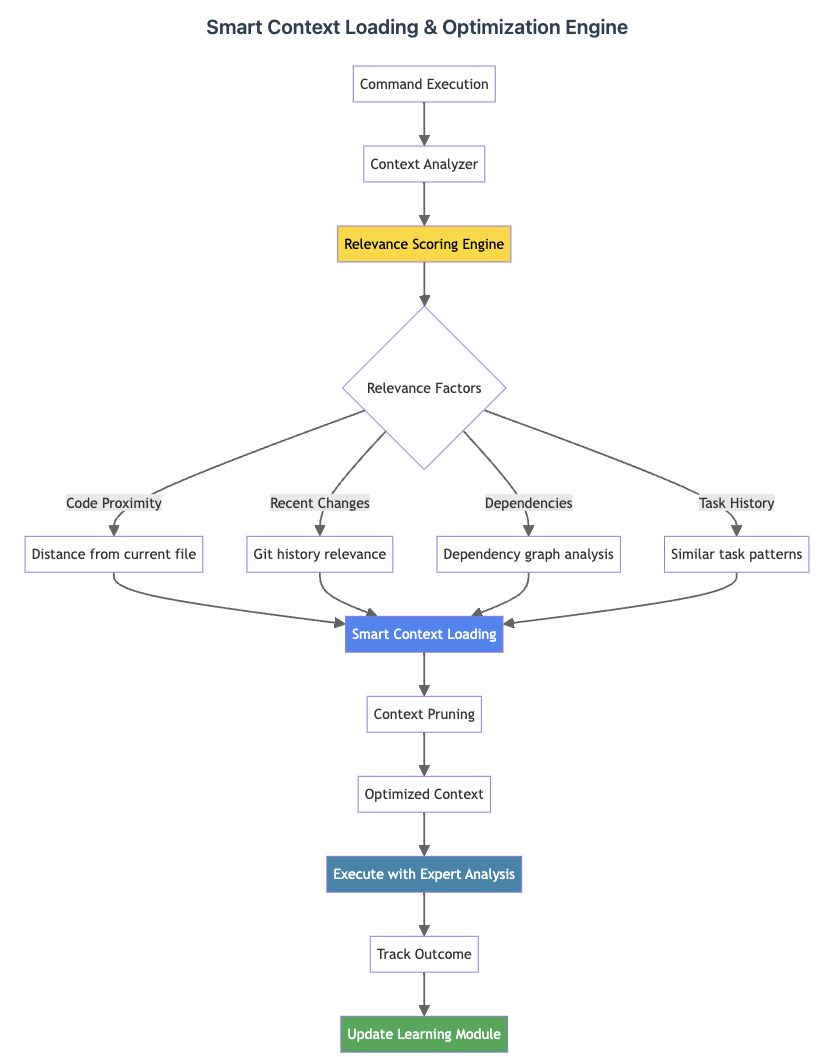 Smart Context Loading & Optimization Engine
Command Execution
Context Analyzer
Relevance Scoring Engine
Relevance Factors
Code Proximity
Recent Changes
Dependencies
Task History
Distance from current file
Git history relevance
Dependency graph analysis
Similar task patterns
Smart Context Loading
Context Pruning
Optimized Context
Execute with Expert Analysis
Track Outcome
Update Learning Module